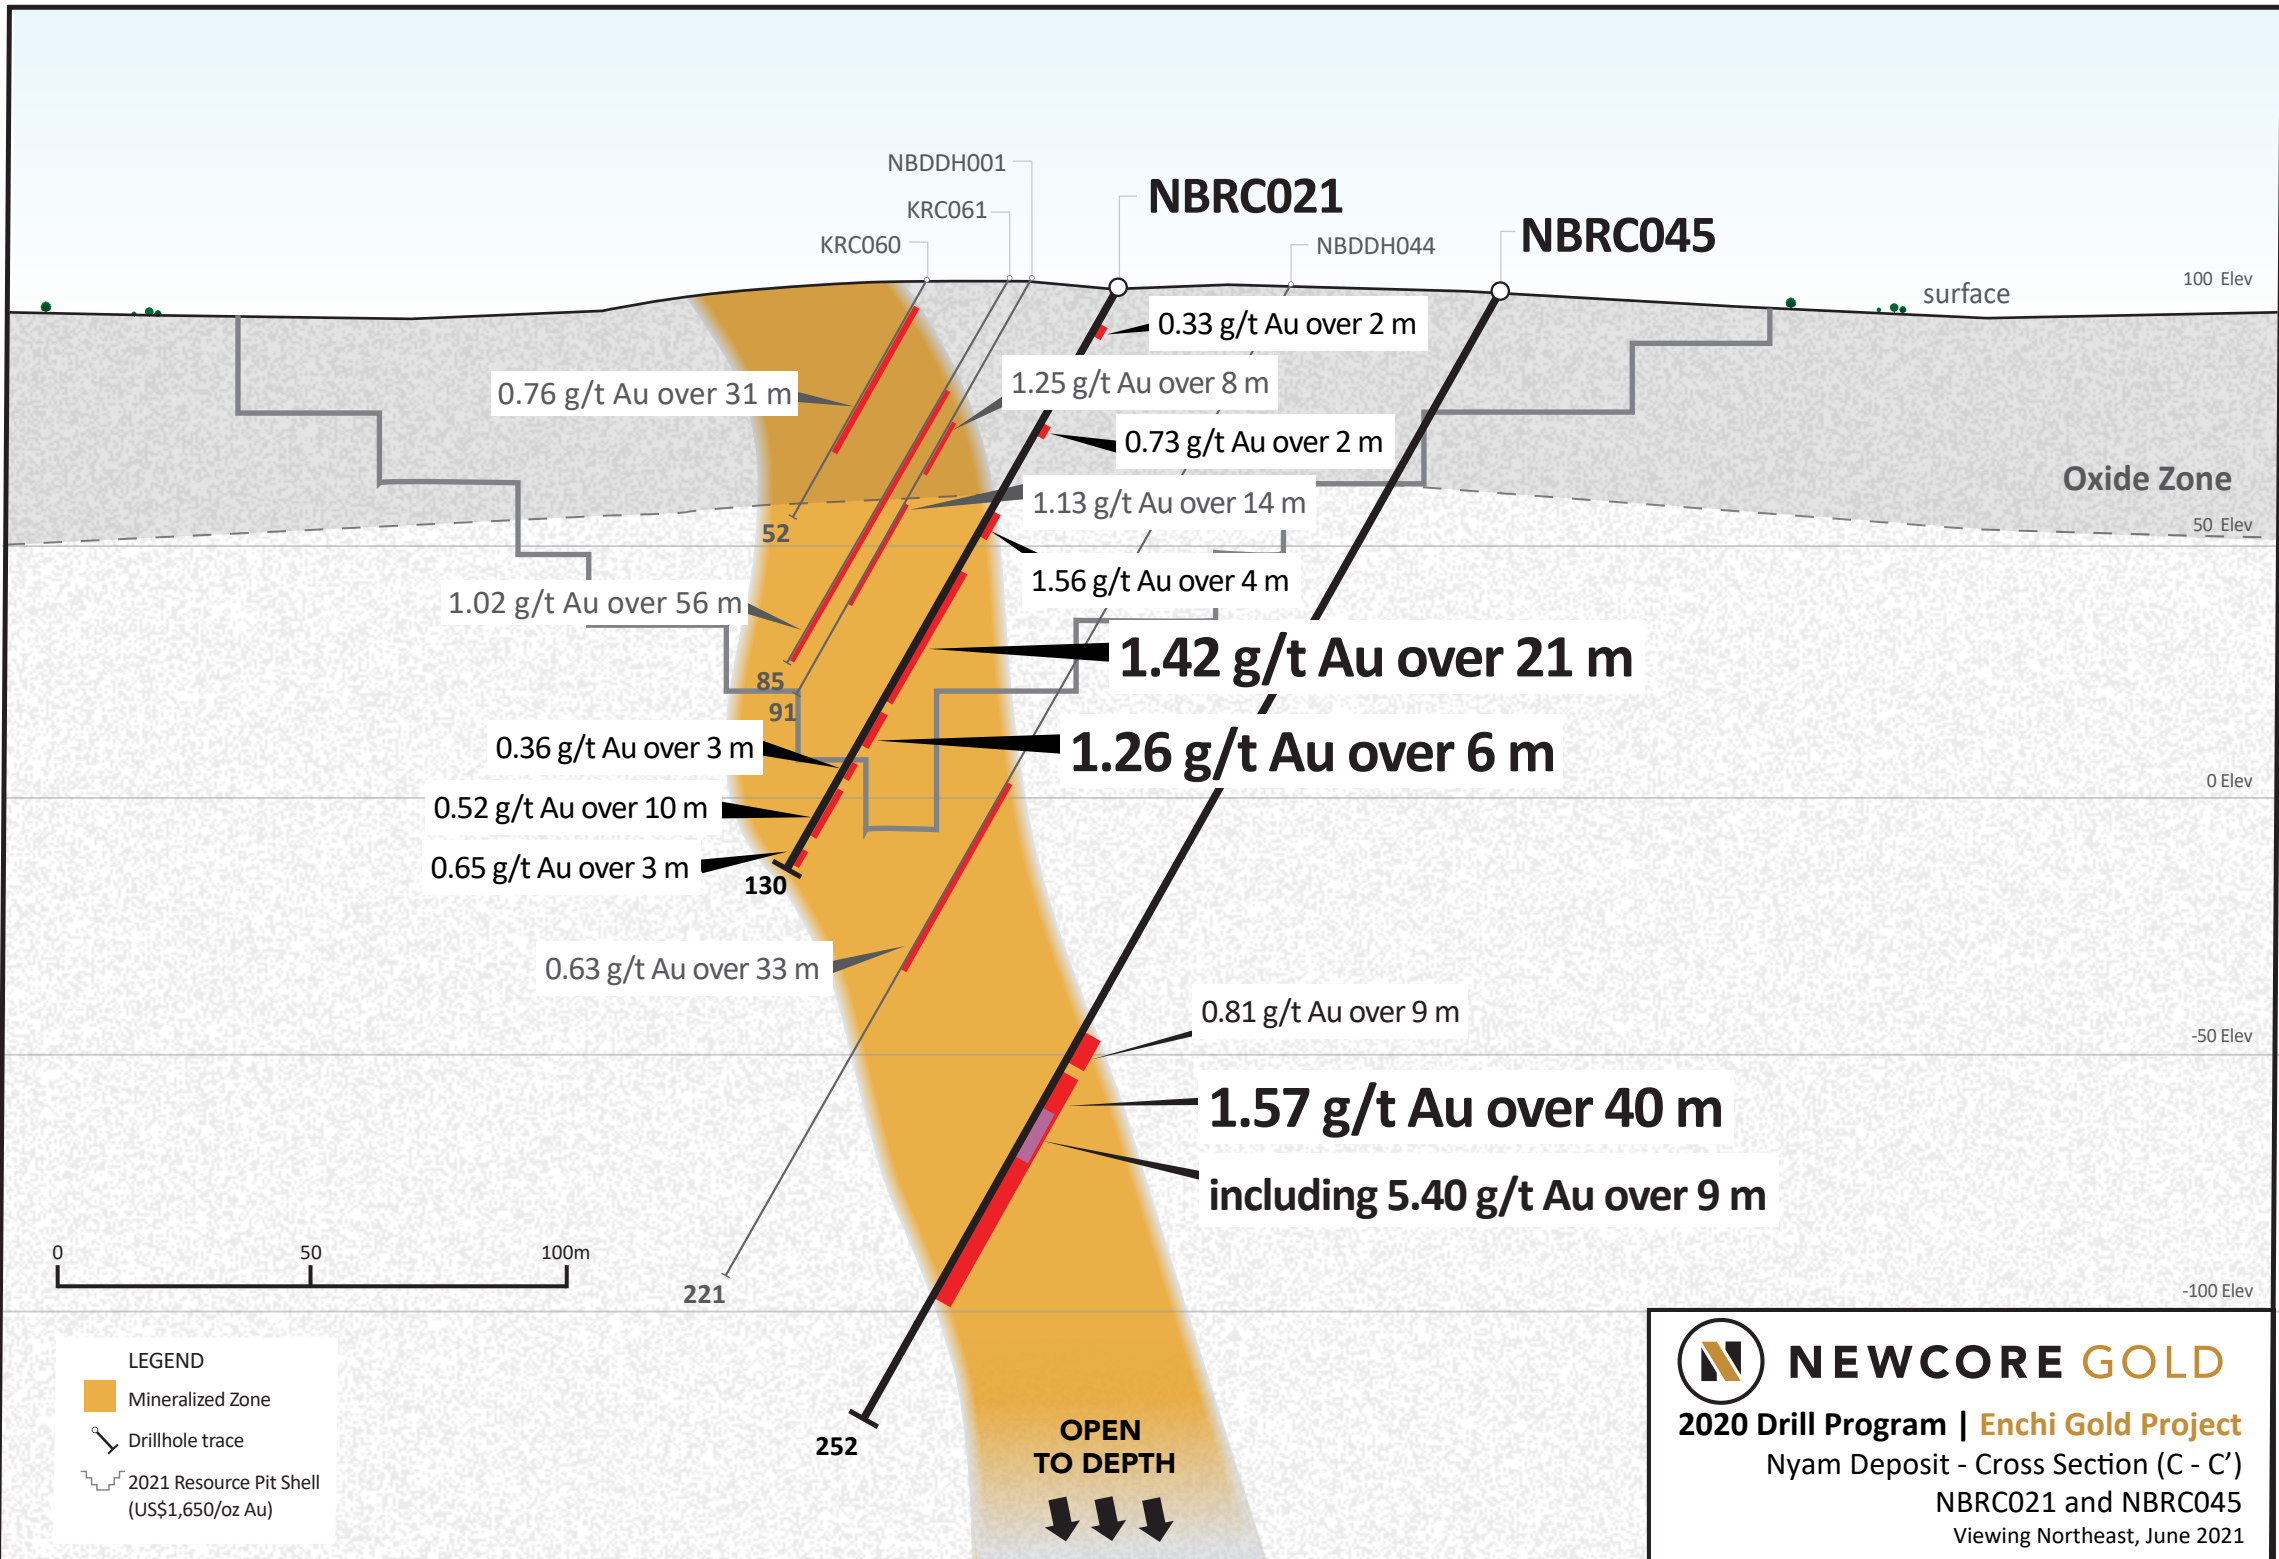 NBDDH001
KRC061
KRC060
NBRC021
NBDDH044
NBRC045
100 Elev
surface
0.33 g/t Au over 2 m
0.76 g/t Au over 31 m
1.25 g/t Au over 8 m
0.73 g/t Au over 2 m
Oxide Zone
1.13 g/t Au over 14 m
50 Elev
52
1.56 g/t Au over 4 m
1.02 g/t Au over 56 m
1.42 g/t Au over 21 m
85
91
0.36 g/t Au over 3 m
1.26 g/t Au over 6 m
0 Elev
0.52 g/t Au over 10 m
0.65 g/t Au over 3 m
130
0.63 g/t Au over 33 m
0.81 g/t Au over 9 m
-50 Elev
1.57 g/t Au over 40 m
including 5.40 g/t Au over 9 m
0 50 100m
221
-100 Elev
252
OPEN
TO DEPTH
LEGEND
Mineralized Zone
Drillhole trace
2021 Resource Pit Shell
(US$1,650/oz Au)
N NEWCORE GOLD
2020 Drill Program | Enchi Gold Project
Nyam Deposit - Cross Section (C - C’)
NBRC021 and NBRC045
Viewing Northeast, June 2021